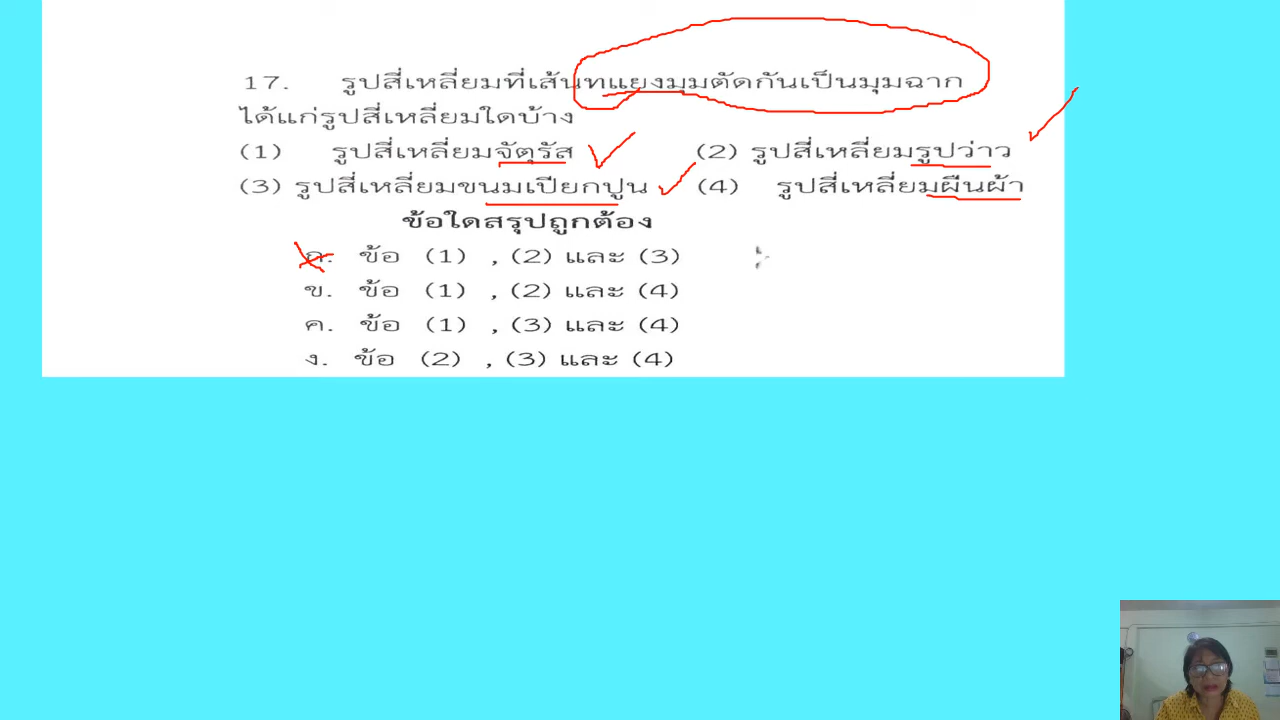 17. รูปสี่เหลี่ยมที่เส้นทแยงมุมตัดกันเป็นมุมฉาก
ได้แก่รูปสี่เหลี่ยมใดบ้าง
(1) รูปสี่เหลี่ยมจัตุรัส (2) รูปสี่เหลี่ยมรูปว่าว
(3) รูปสี่เหลี่ยมขนมเปียกปูน (4) รูปสี่เหลี่ยมผืนผ้า
ข้อใดสรุปถูกต้อง
ก. ข้อ (1) , (2) และ (3)
ข. ข้อ (1) , (2) และ (4)
ค. ข้อ (1) , (3) และ (4)
ง. ข้อ (2) , (3) และ (4)